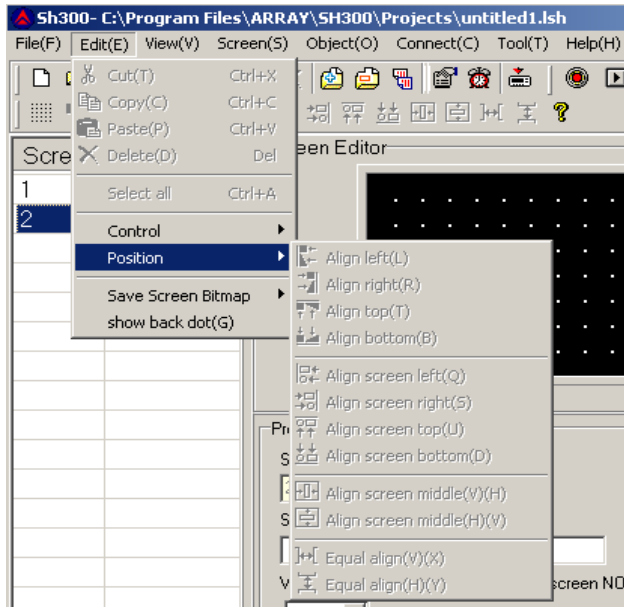 Sh300- C:\Program Files\ARRAY\SH300\Projects\untitled1.lsh
File(F) Edit(E) View(V) Screen(S) Object(O) Connect(C) Tool(T) Help(H)
Cut(T) Ctrl+X
Copy(C) Ctrl+C
Paste(P) Ctrl+V
Delete(D) Del
Select all Ctrl+A
Control
Position
Save Screen Bitmap
show back dot(G)
Scre
1
2
een Editor
Align left(L)
Align right(R)
Align top(T)
Align bottom(B)
Align screen left(Q)
Align screen right(S)
Align screen top(U)
Align screen bottom(D)
Align screen middle(V)(H)
Align screen middle(H)(V)
Equal align(V)(X)
Equal align(H)(Y)
Pr
S
S
V
screen NO